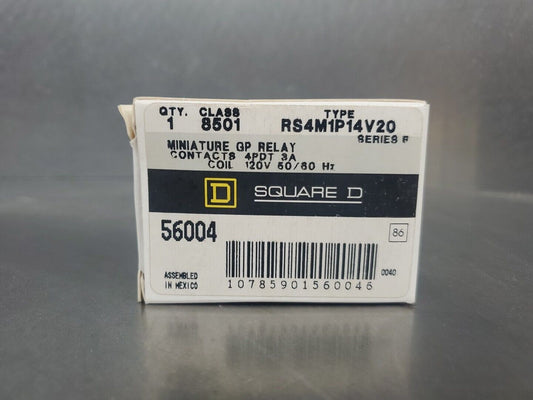 QTY. CLASS TYPE
1 8501 RS4M1P14V20
SERIES F
MINIATURE GP RELAY
CONTACTS 4PDT 3A
COIL 120V 50/60 Hz
D SQUARE D
56004
86
ASSEMBLED
IN MEXICO
0040
10785901560046